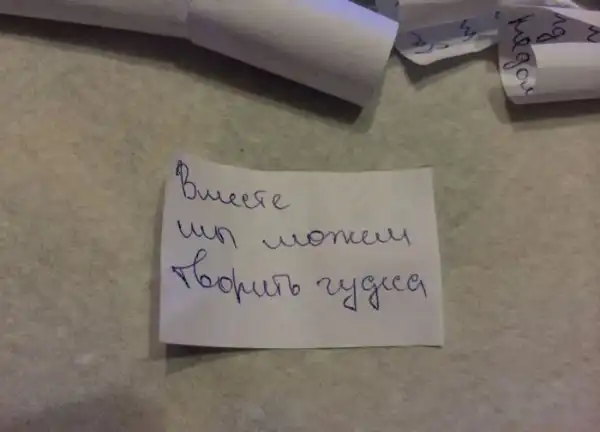 Вместе
мы можем
творить чудеса